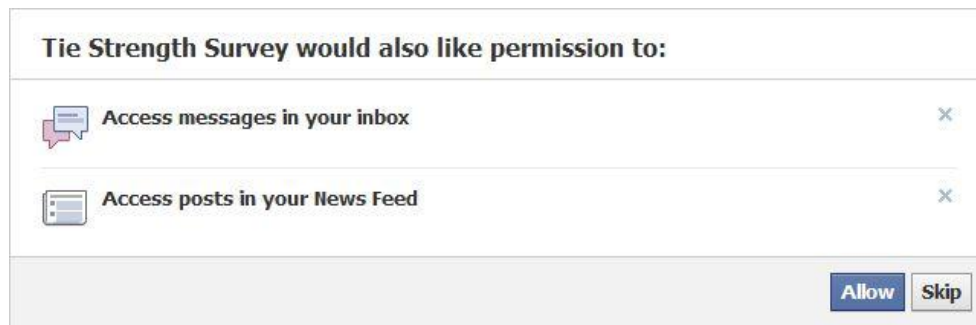 Tie Strength Survey would also like permission to:
Access messages in your inbox
Access posts in your News Feed
Allow Skip